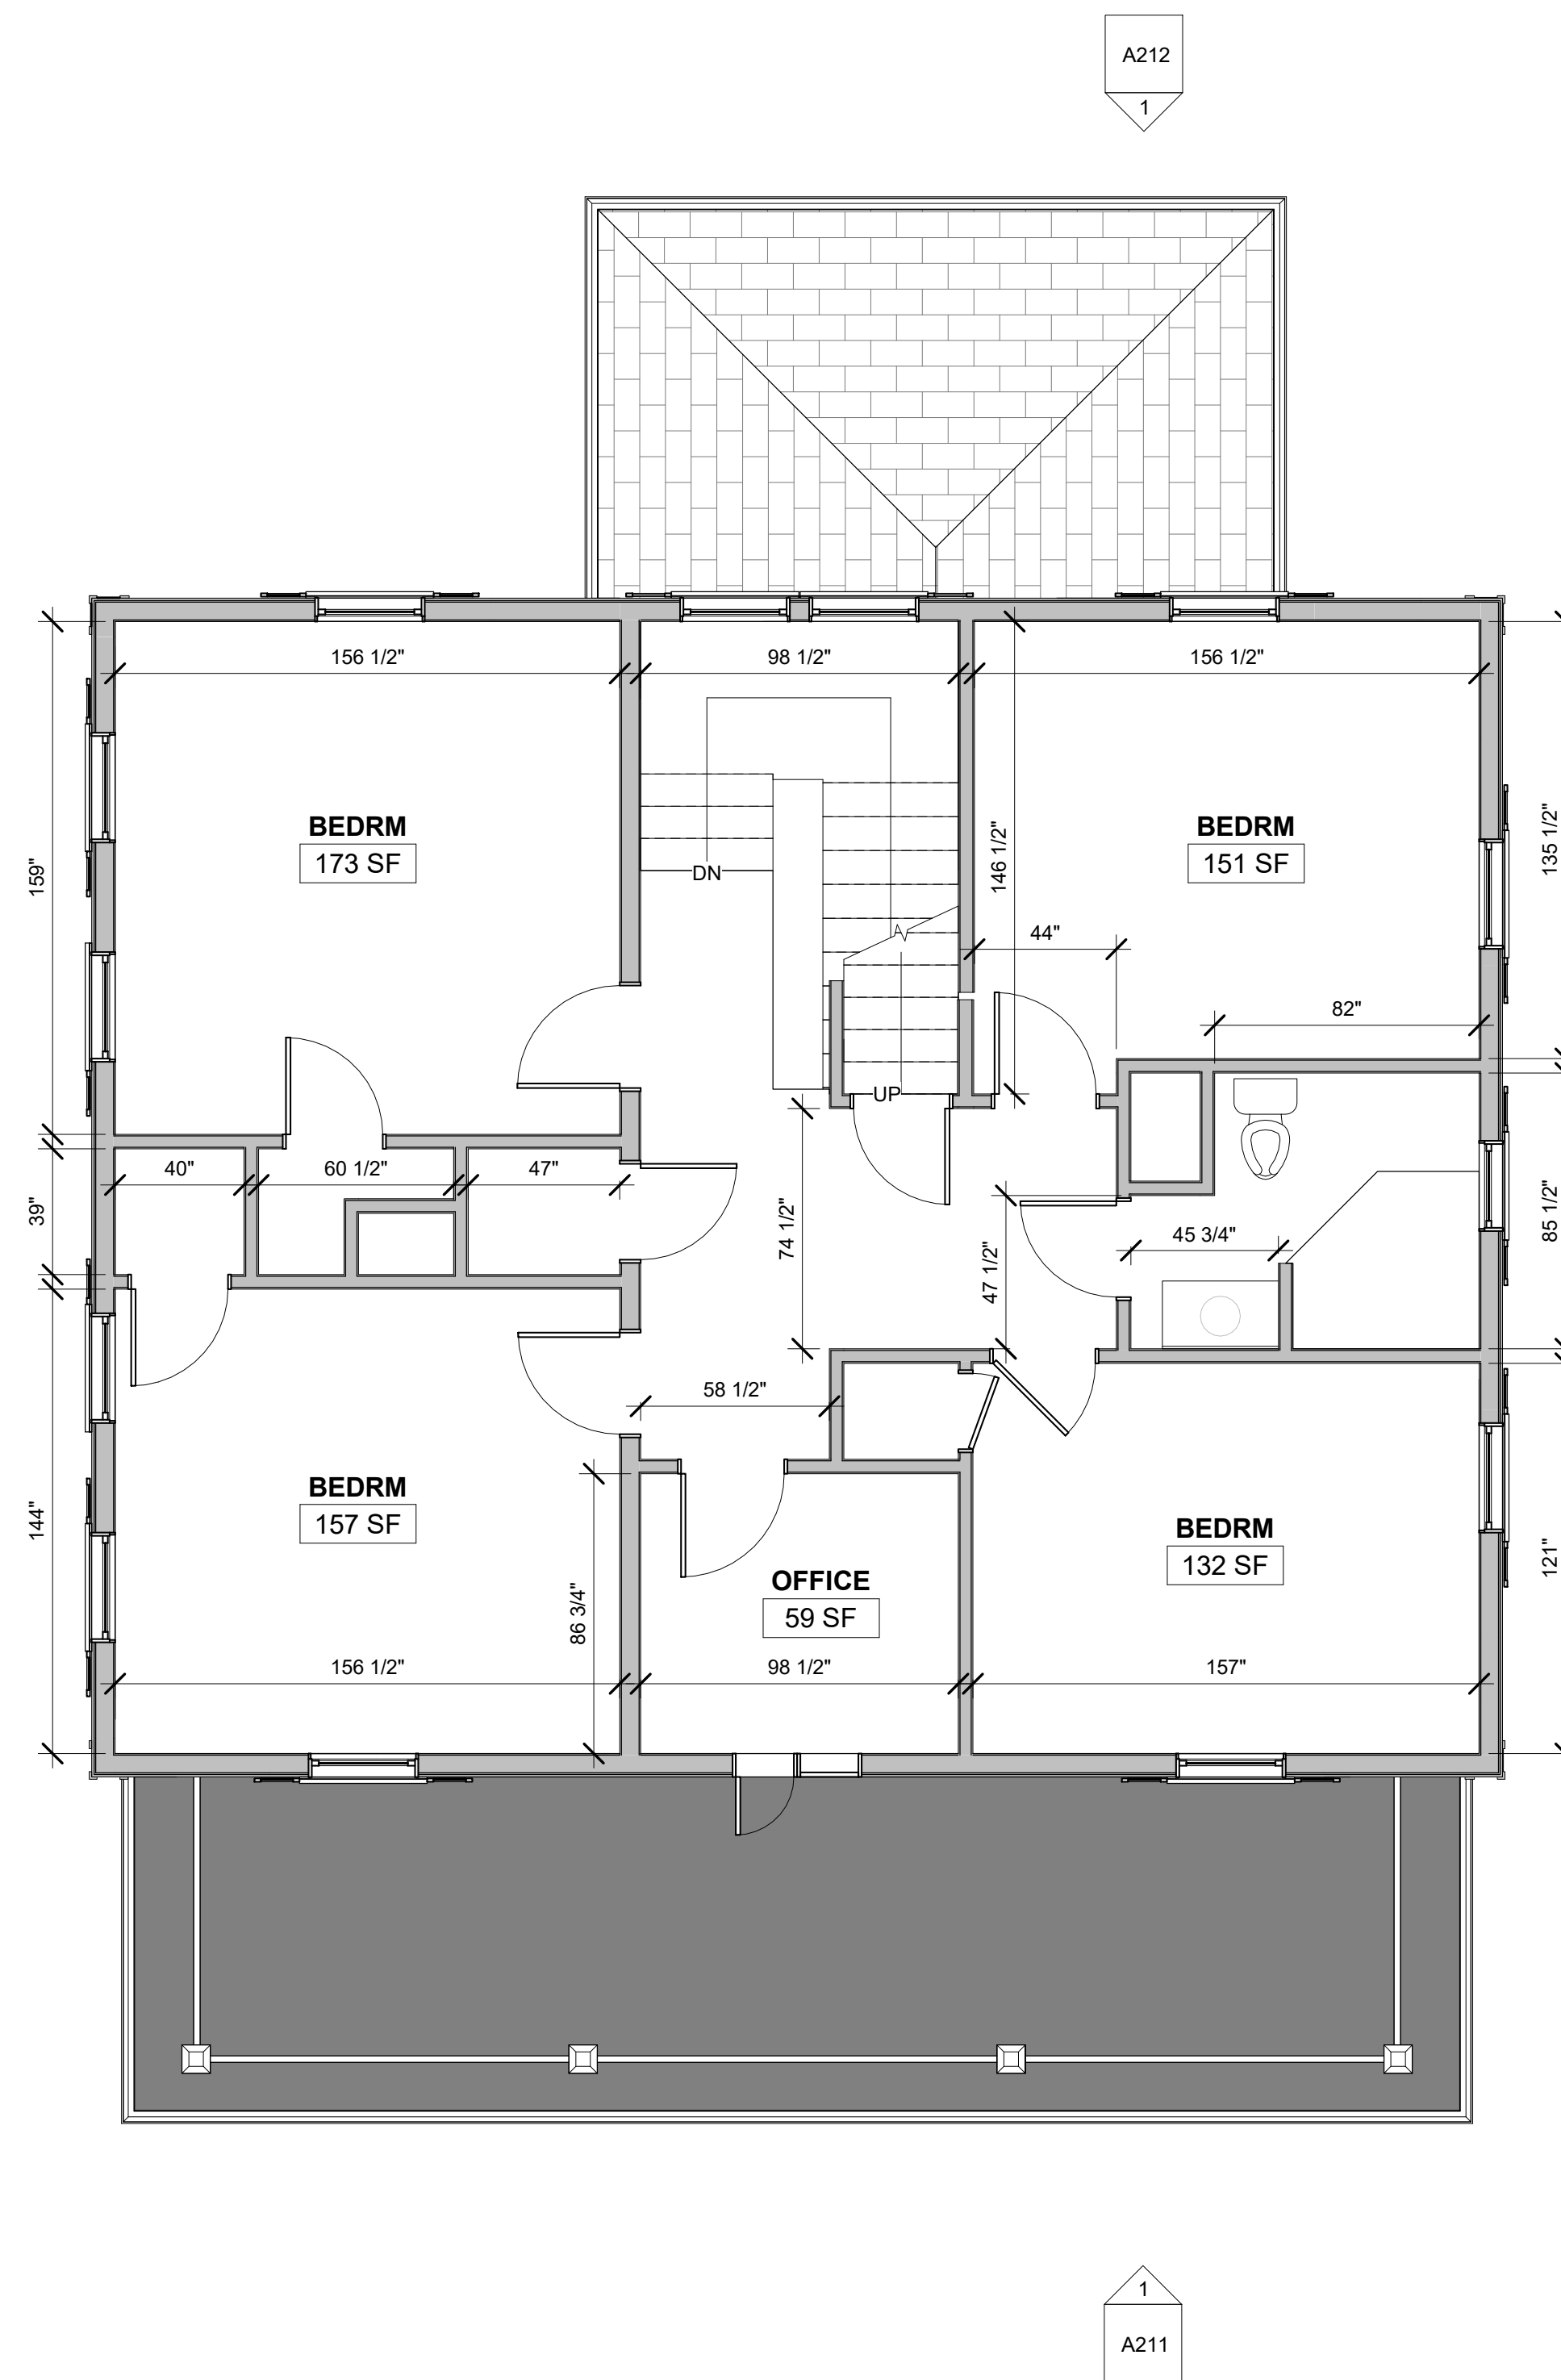 A212
1
156 1/2"
98 1/2"
156 1/2"
BEDRM
173 SF
BEDRM
151 SF
159"
135 1/2"
146 1/2"
DN
44"
82"
UP
40"
60 1/2"
47"
39"
74 1/2"
47 1/2"
45 3/4"
85 1/2"
58 1/2"
BEDRM
157 SF
144"
86 3/4"
OFFICE
59 SF
BEDRM
132 SF
121"
156 1/2"
98 1/2"
157"
1
A211